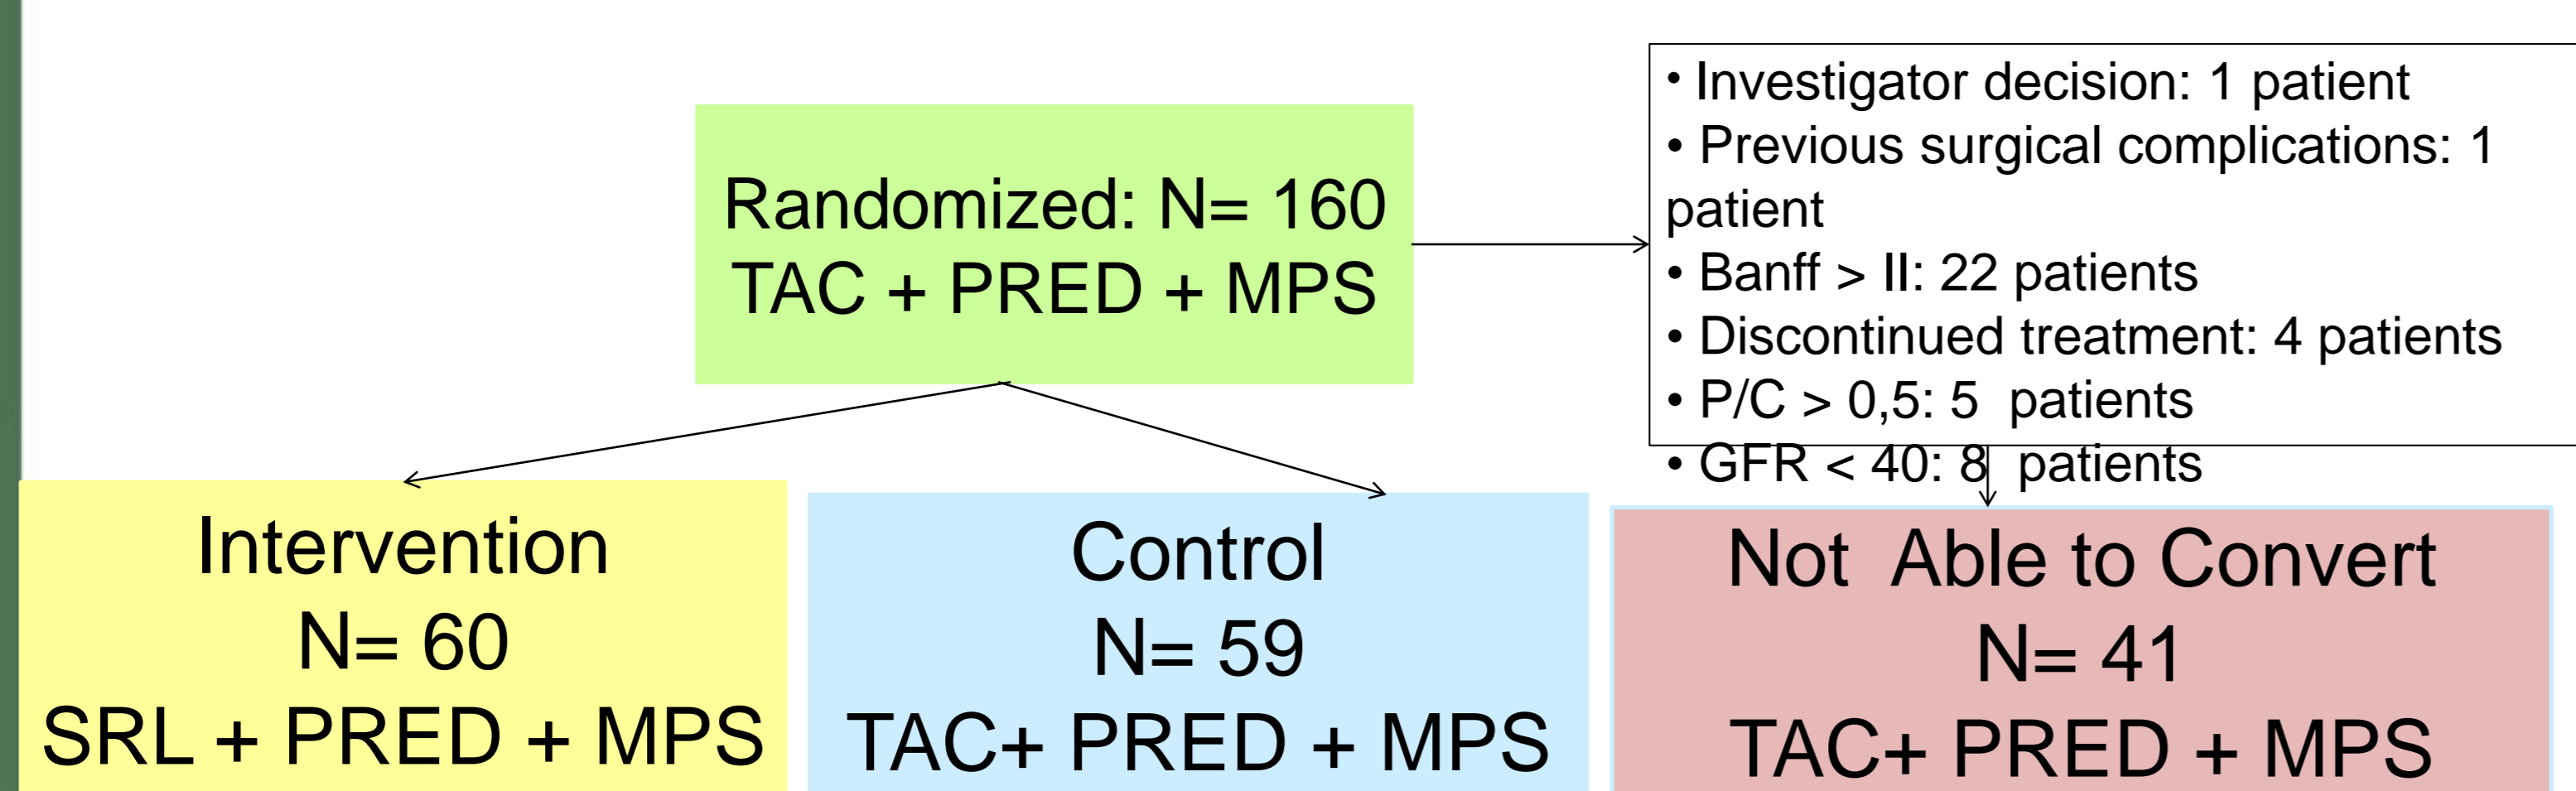 Randomized: N= 160
TAC + PRED + MPS
• Investigator decision: 1 patient
• Previous surgical complications: 1
patient
• Banff > II: 22 patients
• Discontinued treatment: 4 patients
• P/C > 0,5: 5 patients
• GFR < 40: 8 patients
Intervention
N= 60
SRL + PRED + MPS
Control
N= 59
TAC+ PRED + MPS
Not Able to Convert
N= 41
TAC+ PRED + MPS